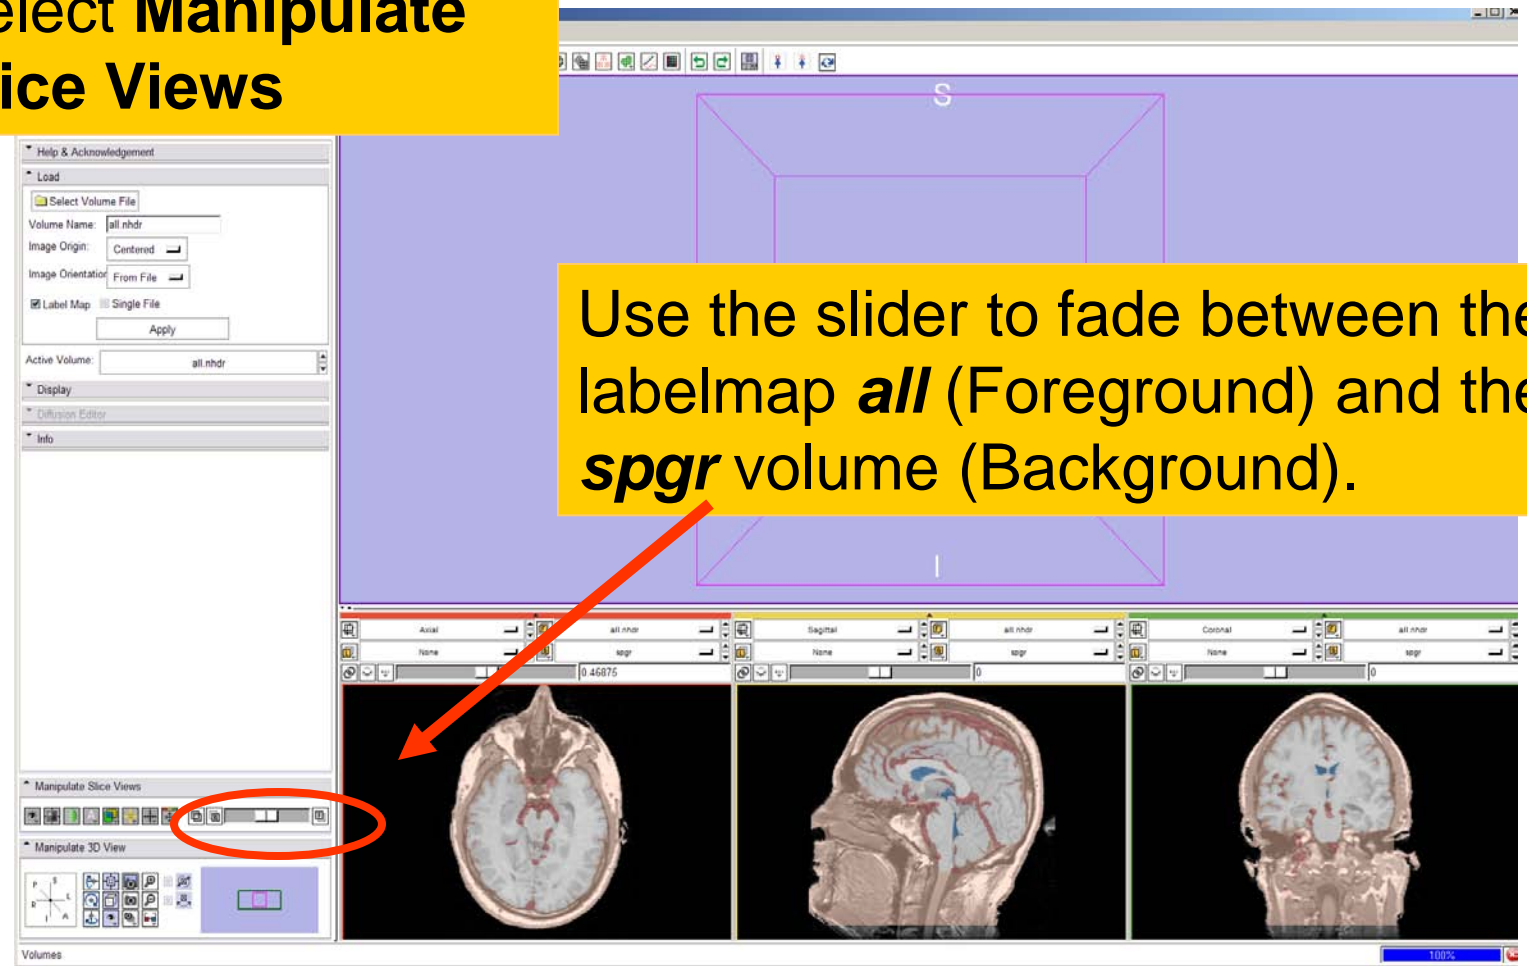 elect Manipulate
ice Views
S
Help & Acknowledgement
Load
Select Volume File
Volume Name: all.nhdr
Image Origin: Centered
Image Orientation From File
Label Map Single File
Apply
Active Volume: all.nhdr
Display
Diffusion Editor
Info
Use the slider to fade between the
labelmap all (Foreground) and the
spgr volume (Background).
I
Axial all.nhdr Sagittal all.nhdr Coronal all.nhdr
None spgr None spgr None spgr
0.46875 0 0
Manipulate Slice Views
Manipulate 3D View
P S
R L
I A
Volumes
100%